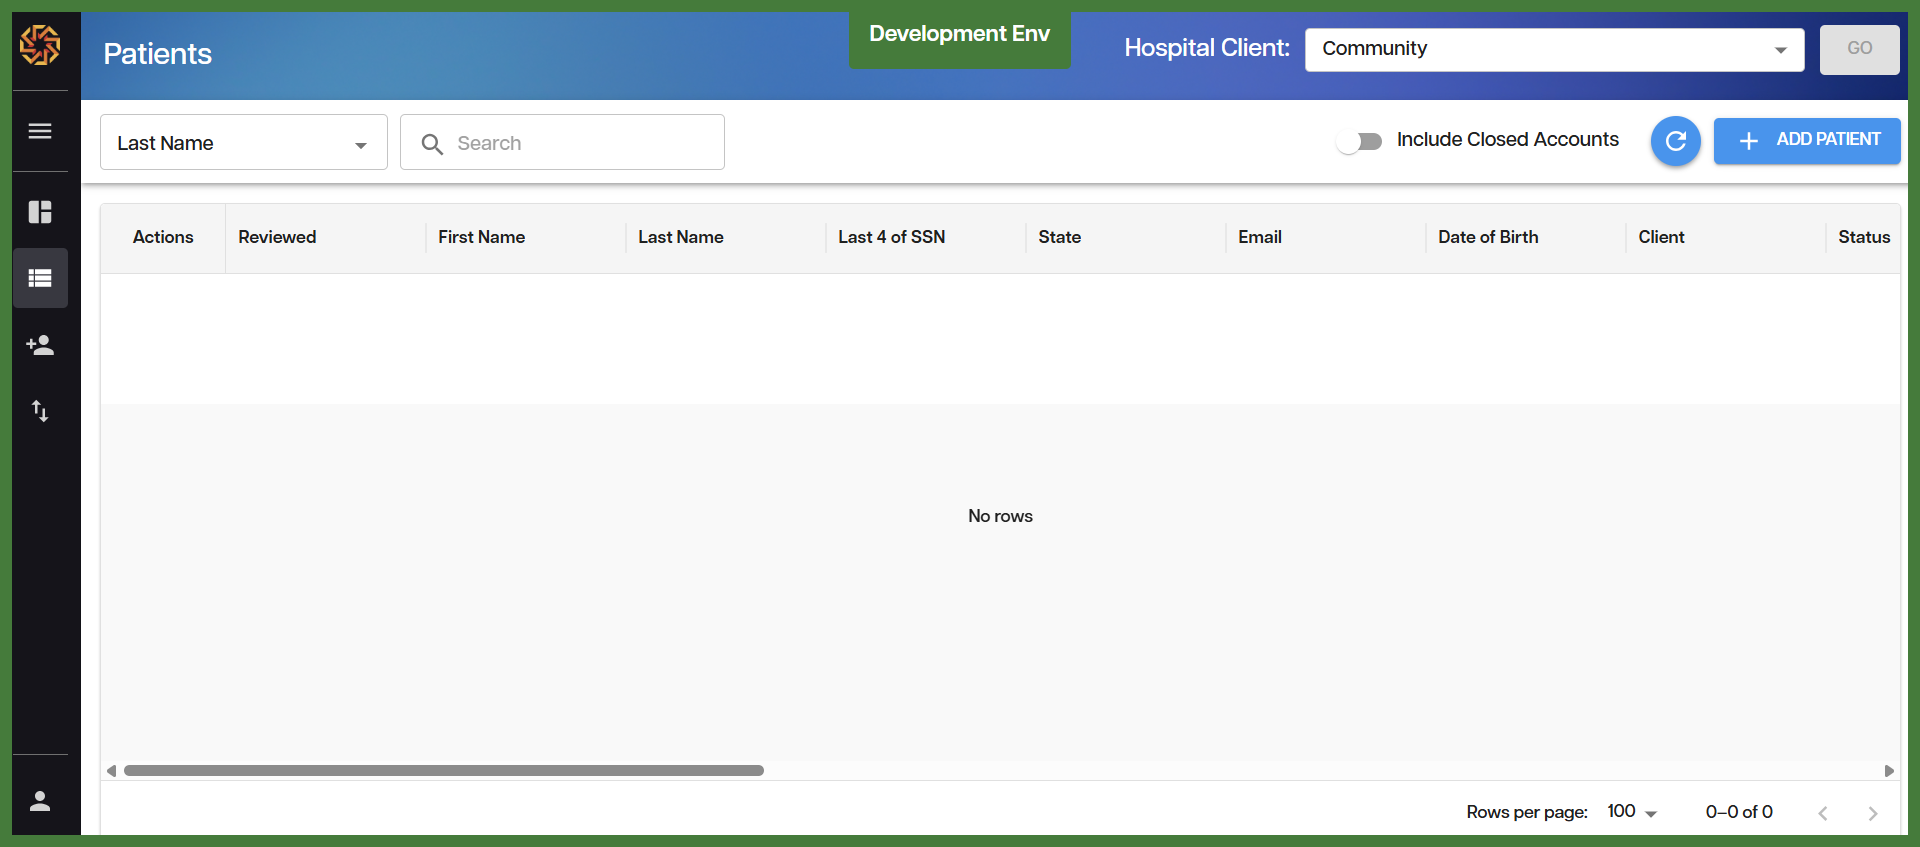 Patients
Development Env
Hospital Client:
Community
GO
Last Name
Search
Include Closed Accounts
ADD PATIENT
Actions
Reviewed
First Name
Last Name
Last 4 of SSN
State
Email
Date of Birth
Client
Status
No rows
Rows per page:
100
0–0 of 0